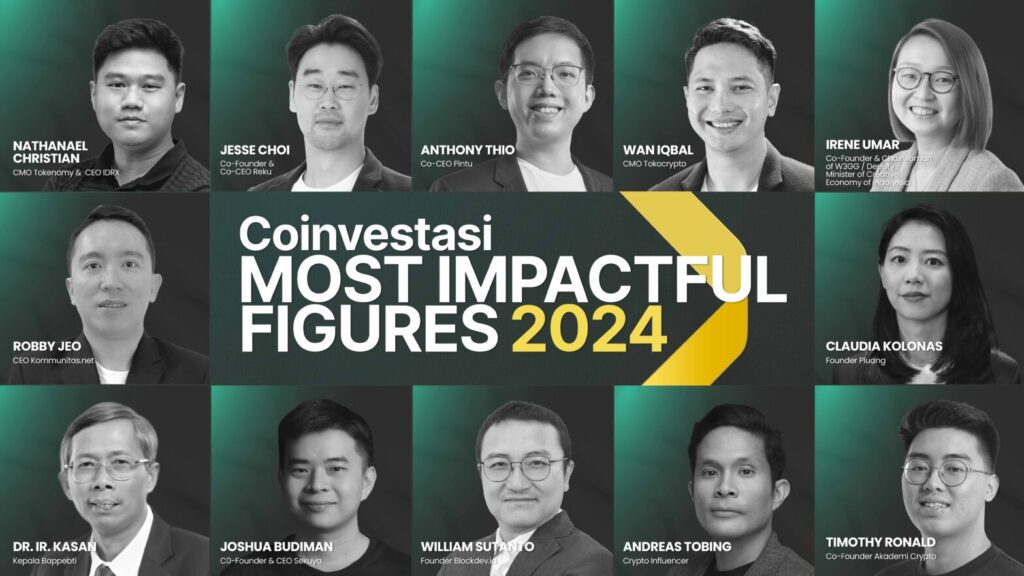 NATHANAEL
CHRISTIAN
CMO Tokenomy & CEO IDRX
JESSE CHOI
Co-Founder &
Co-CEO Reku
ANTHONY THIO
Co-CEO Pintu
WAN IQBAL
CMO Tokocrypto
IRENE UMAR
Co-Founder & Chairwoman
of W3GG / Deputy
Minister of Creative
Economy of Indonesia
ROBBY JEO
CEO Kommunitas.net
Coinvestasi
MOST IMPACTFUL
FIGURES 2024
CLAUDIA KOLONAS
Founder Pluang
DR. IR. KASAN
Kepala Bappebti
JOSHUA BUDIMAN
C0-Founder & CEO Sekuya
WILLIAM SUTANTO
Founder Blockdev.id
ANDREAS TOBING
Crypto Influencer
TIMOTHY RONALD
Co-Founder Akademi Crypto